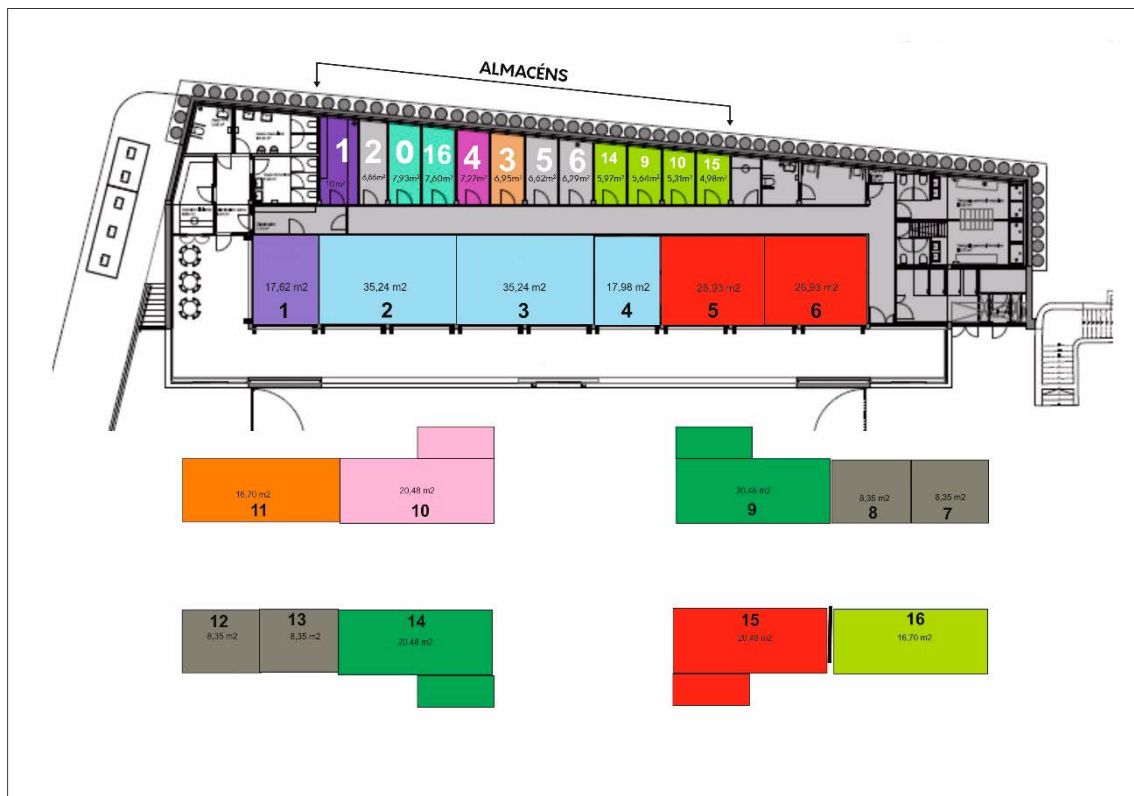 ALMACÉNS
1 2 0 16 4 3 5 6 14 9 10 15
10 m² 6,86m² 7,93m² 7,60m² 7,27m² 6,95m² 6,62m² 6,29m² 5,97m² 5,64m² 5,31m² 4,98m²
17,62 m2 35,24 m2 35,24 m2 17,98 m2 26,93 m2 26,93 m2
1 2 3 4 5 6
16,70 m2 20,48 m2 20,48 m2 8,35 m2 8,35 m2
11 10 9 8 7
12 13 14 15 16
8,35 m2 8,35 m2 20,48 m2 20,48 m2 16,70 m2